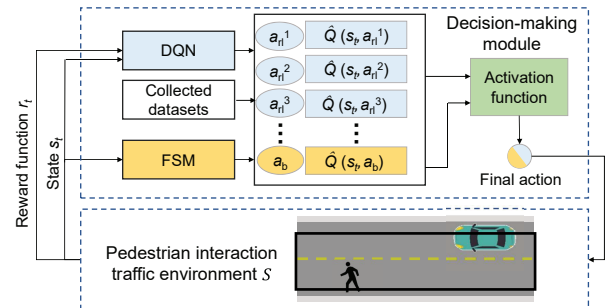 Reward function r_t
State s_t
DQN
Collected
datasets
FSM
a_rl^1 Q̂ (s_t, a_rl^1)
a_rl^2 Q̂ (s_t, a_rl^2)
a_rl^3 Q̂ (s_t, a_rl^3)
⋮ ⋮
a_b Q̂ (s_t, a_b)
Decision-making
module
Activation
function
Final action
Pedestrian interaction
traffic environment S